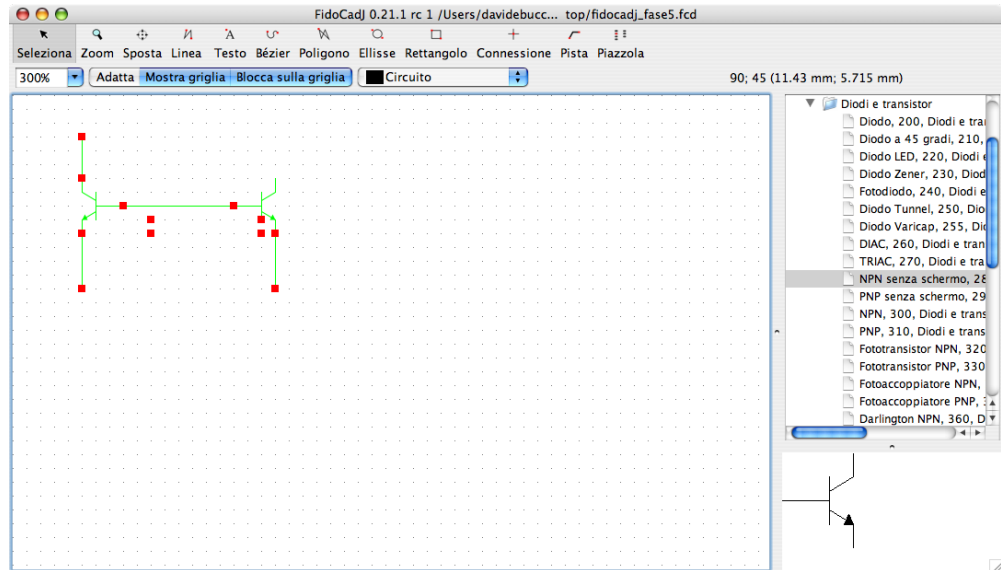 FidoCadJ 0.21.1 rc 1 /Users/davidebucc... top/fidocadj_fase5.fcd
Seleziona Zoom Sposta Linea Testo Bézier Poligono Ellisse Rettangolo Connessione Pista Piazzola
300% Adatta Mostra griglia Blocca sulla griglia Circuito 90; 45 (11.43 mm; 5.715 mm)
Diodi e transistor
Diodo, 200, Diodi e tra
Diodo a 45 gradi, 210,
Diodo LED, 220, Diodi e
Diodo Zener, 230, Diod
Fotodiodo, 240, Diodi e
Diodo Tunnel, 250, Dio
Diodo Varicap, 255, Dio
DIAC, 260, Diodi e tran
TRIAC, 270, Diodi e tra
NPN senza schermo, 28
PNP senza schermo, 29
NPN, 300, Diodi e trans
PNP, 310, Diodi e trans
Fototransistor NPN, 320
Fototransistor PNP, 330
Fotoaccoppiatore NPN,
Fotoaccoppiatore PNP, 3
Darlington NPN, 360, D